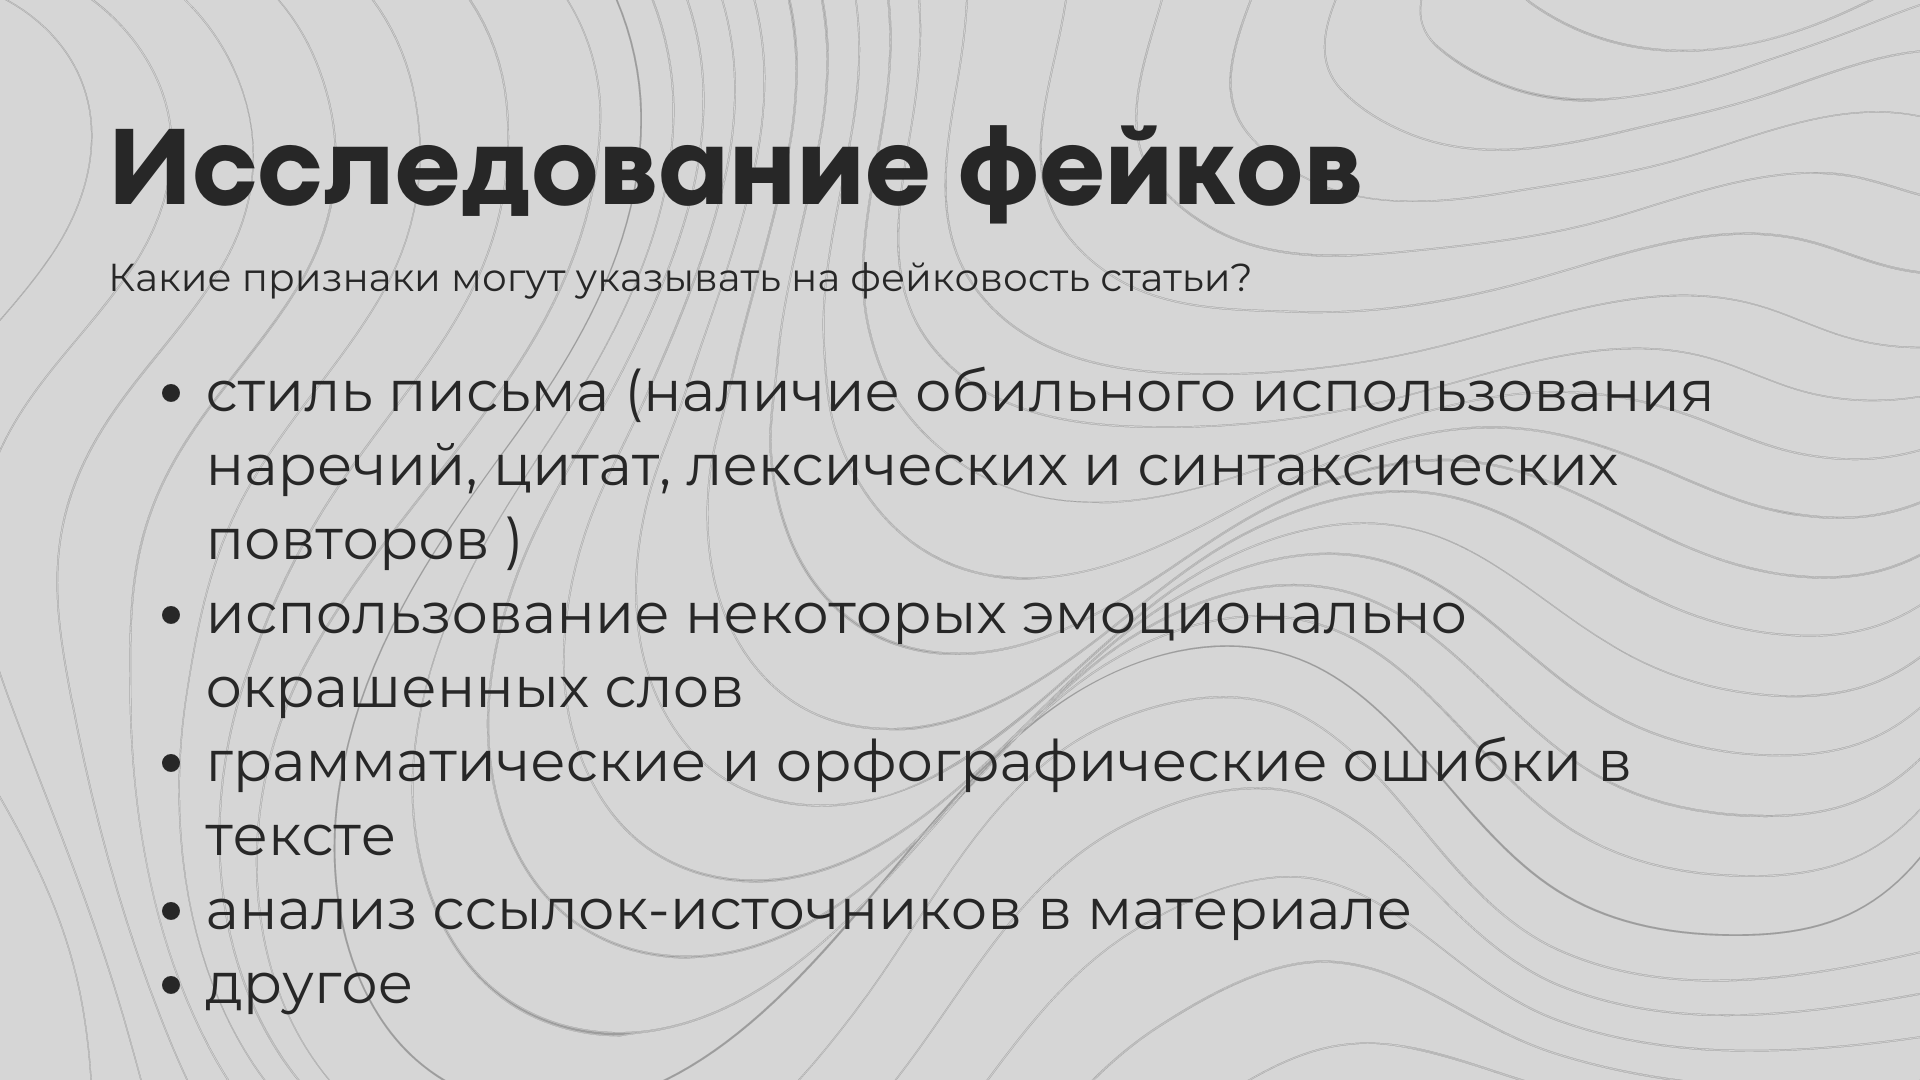 Исследование фейков
Какие признаки могут указывать на фейковость статьи?
• стиль письма (наличие обильного использования
наречий, цитат, лексических и синтаксических
повторов )
• использование некоторых эмоционально
окрашенных слов
• грамматические и орфографические ошибки в
тексте
• анализ ссылок-источников в материале
• другое